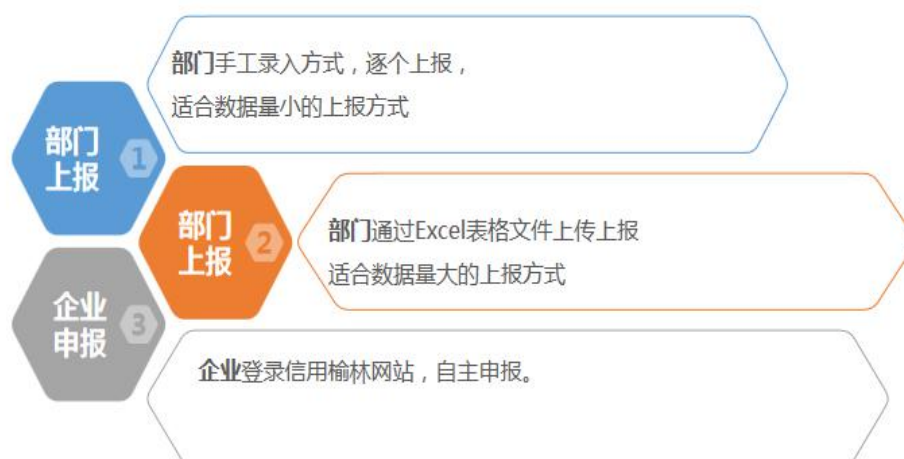 部门手工录入方式，逐个上报，
适合数据量小的上报方式
部门
上报
1
部门
上报
2
部门通过Excel表格文件上传上报
适合数据量大的上报方式
企业
申报
3
企业登录信用榆林网站，自主申报。